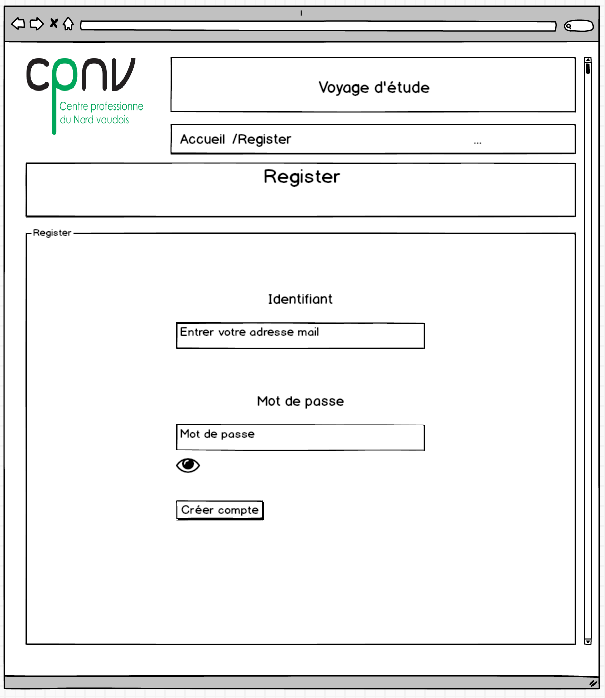 cpnv
Centre professionne
du Nord vaudois
Voyage d'étude
Accueil /Register ...
Register
Register
Identifiant
Entrer votre adresse mail
Mot de passe
Mot de passe
Créer compte